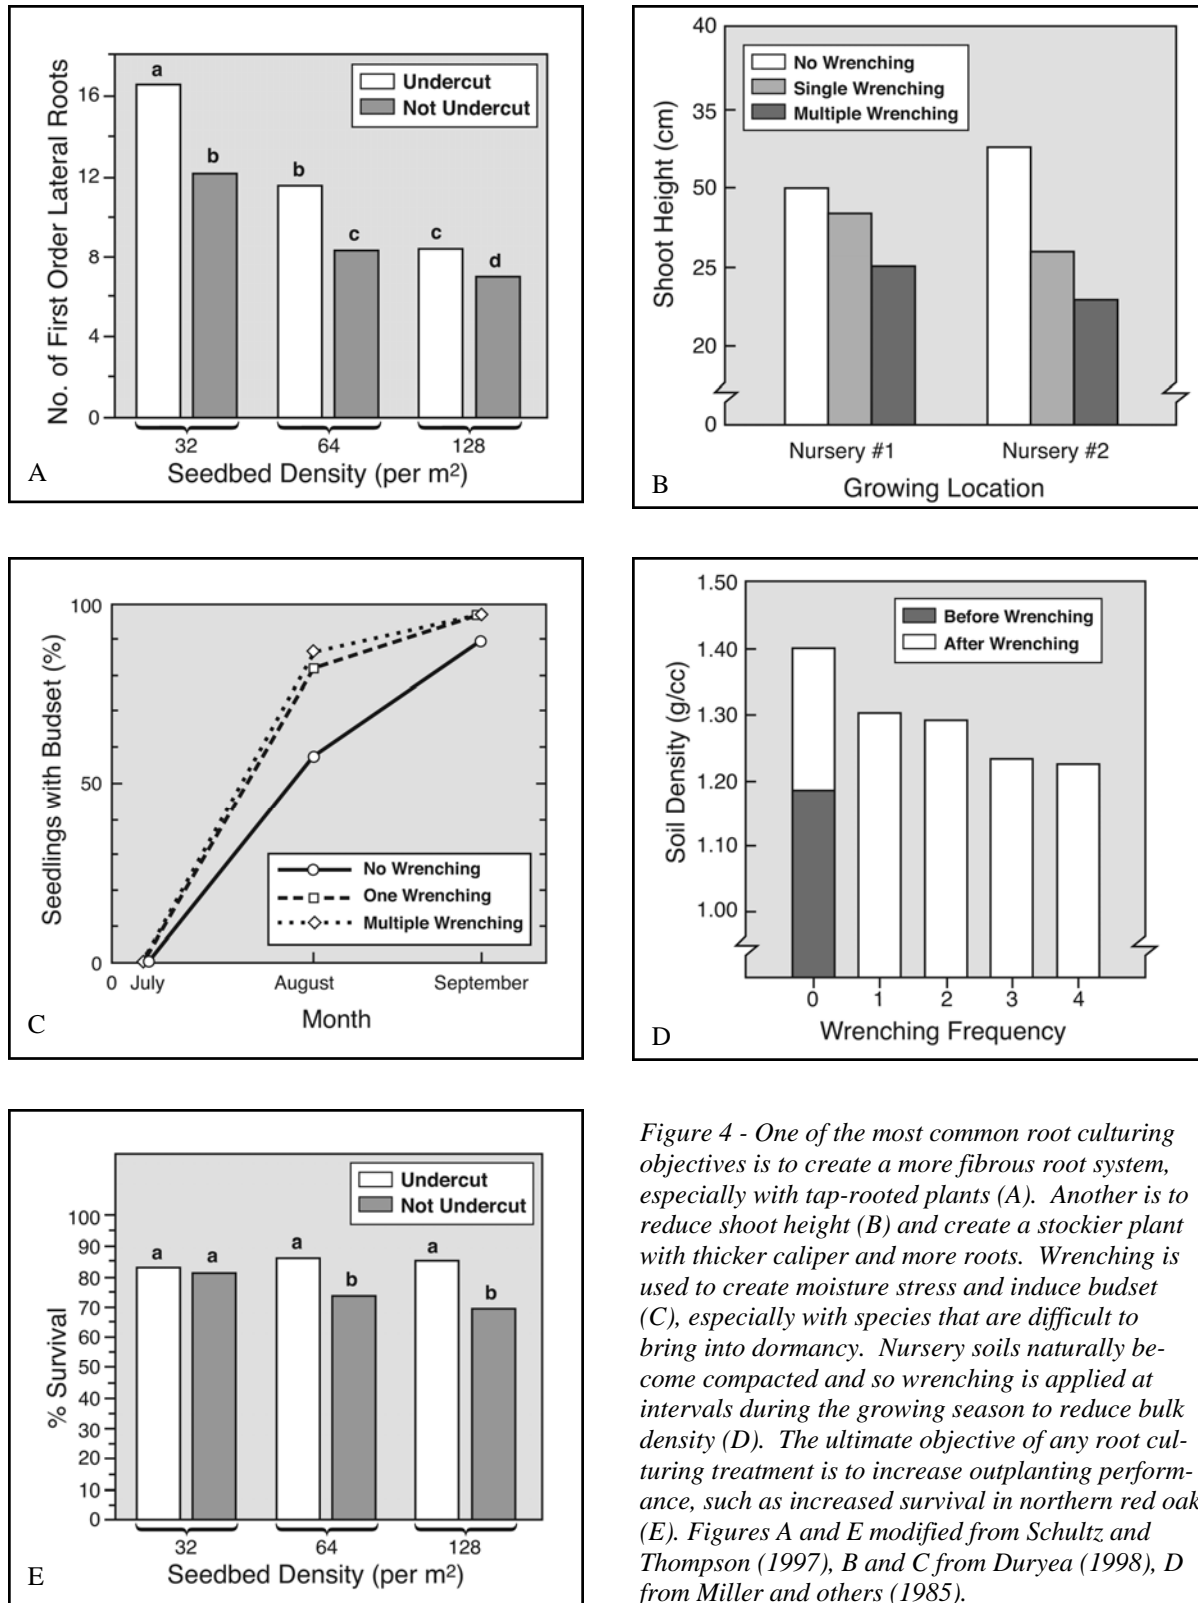 No. of First Order Lateral Roots
16
12
8
4
0
a
b
b
c
c
d
Undercut
Not Undercut
32
64
128
Seedbed Density (per m²)
A
Shoot Height (cm)
40
35
50
25
20
0
No Wrenching
Single Wrenching
Multiple Wrenching
Nursery #1
Nursery #2
Growing Location
B
Seedlings with Budset (%)
100
50
0
No Wrenching
One Wrenching
Multiple Wrenching
0
July
August
September
Month
C
Soil Density (g/cc)
1.50
1.40
1.30
1.20
1.10
1.00
Before Wrenching
After Wrenching
0
1
2
3
4
Wrenching Frequency
D
% Survival
100
90
80
70
60
50
40
30
20
10
0
a
a
a
b
a
b
Undercut
Not Undercut
32
64
128
Seedbed Density (per m²)
E
Figure 4 - One of the most common root culturing
objectives is to create a more fibrous root system,
especially with tap-rooted plants (A). Another is to
reduce shoot height (B) and create a stockier plant
with thicker caliper and more roots. Wrenching is
used to create moisture stress and induce budset
(C), especially with species that are difficult to
bring into dormancy. Nursery soils naturally be-
come compacted and so wrenching is applied at
intervals during the growing season to reduce bulk
density (D). The ultimate objective of any root cul-
turing treatment is to increase outplanting perform-
ance, such as increased survival in northern red oak
(E). Figures A and E modified from Schultz and
Thompson (1997), B and C from Duryea (1998), D
from Miller and others (1985).